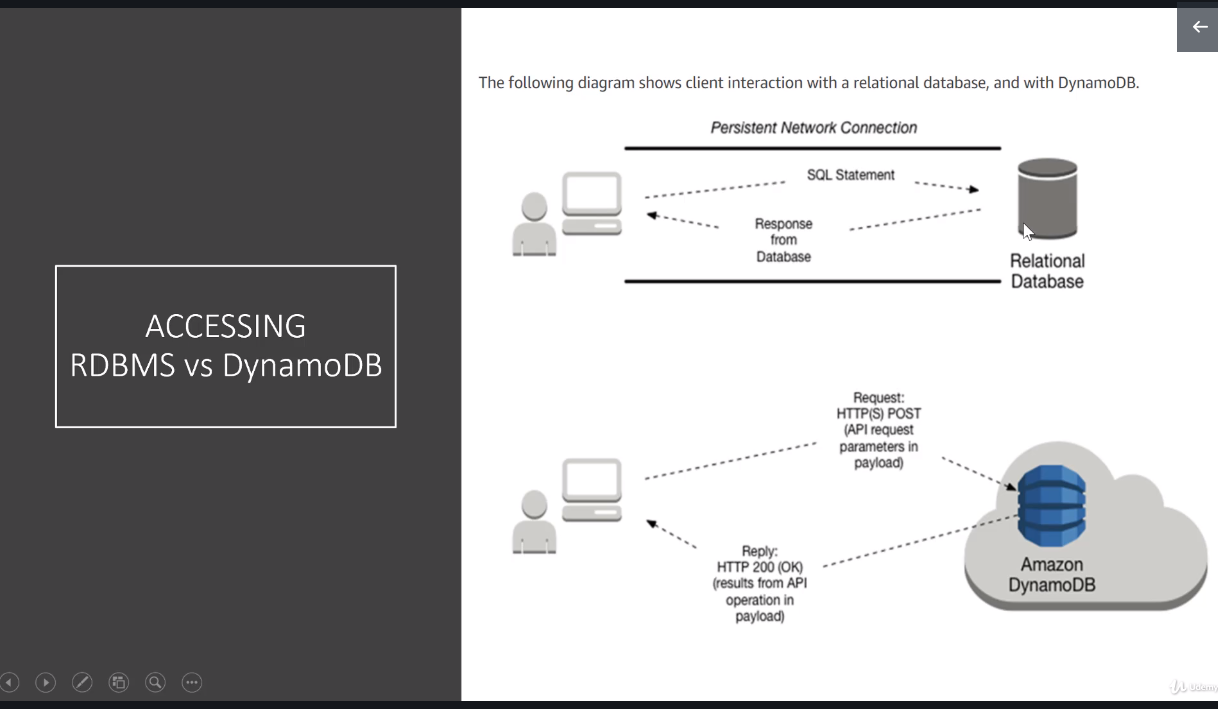 ACCESSING
RDBMS vs DynamoDB
The following diagram shows client interaction with a relational database, and with DynamoDB.
Persistent Network Connection
SQL Statement
Response
from
Database
Relational
Database
Request:
HTTP(S) POST
(API request
parameters in
payload)
Reply:
HTTP 200 (OK)
(results from API
operation in
payload)
Amazon
DynamoDB
Udemy